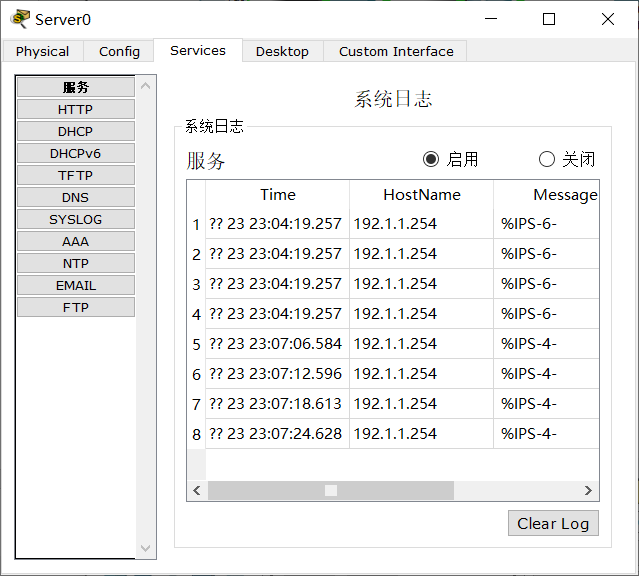 Server0
Physical Config Services Desktop Custom Interface
服务
HTTP
DHCP
DHCPv6
TFTP
DNS
SYSLOG
AAA
NTP
EMAIL
FTP
系统日志
系统日志
服务 启用 关闭
Time HostName Message
1 ?? 23 23:04:19.257 192.1.1.254 %IPS-6-
2 ?? 23 23:04:19.257 192.1.1.254 %IPS-6-
3 ?? 23 23:04:19.257 192.1.1.254 %IPS-6-
4 ?? 23 23:04:19.257 192.1.1.254 %IPS-6-
5 ?? 23 23:07:06.584 192.1.1.254 %IPS-4-
6 ?? 23 23:07:12.596 192.1.1.254 %IPS-4-
7 ?? 23 23:07:18.613 192.1.1.254 %IPS-4-
8 ?? 23 23:07:24.628 192.1.1.254 %IPS-4-
Clear Log